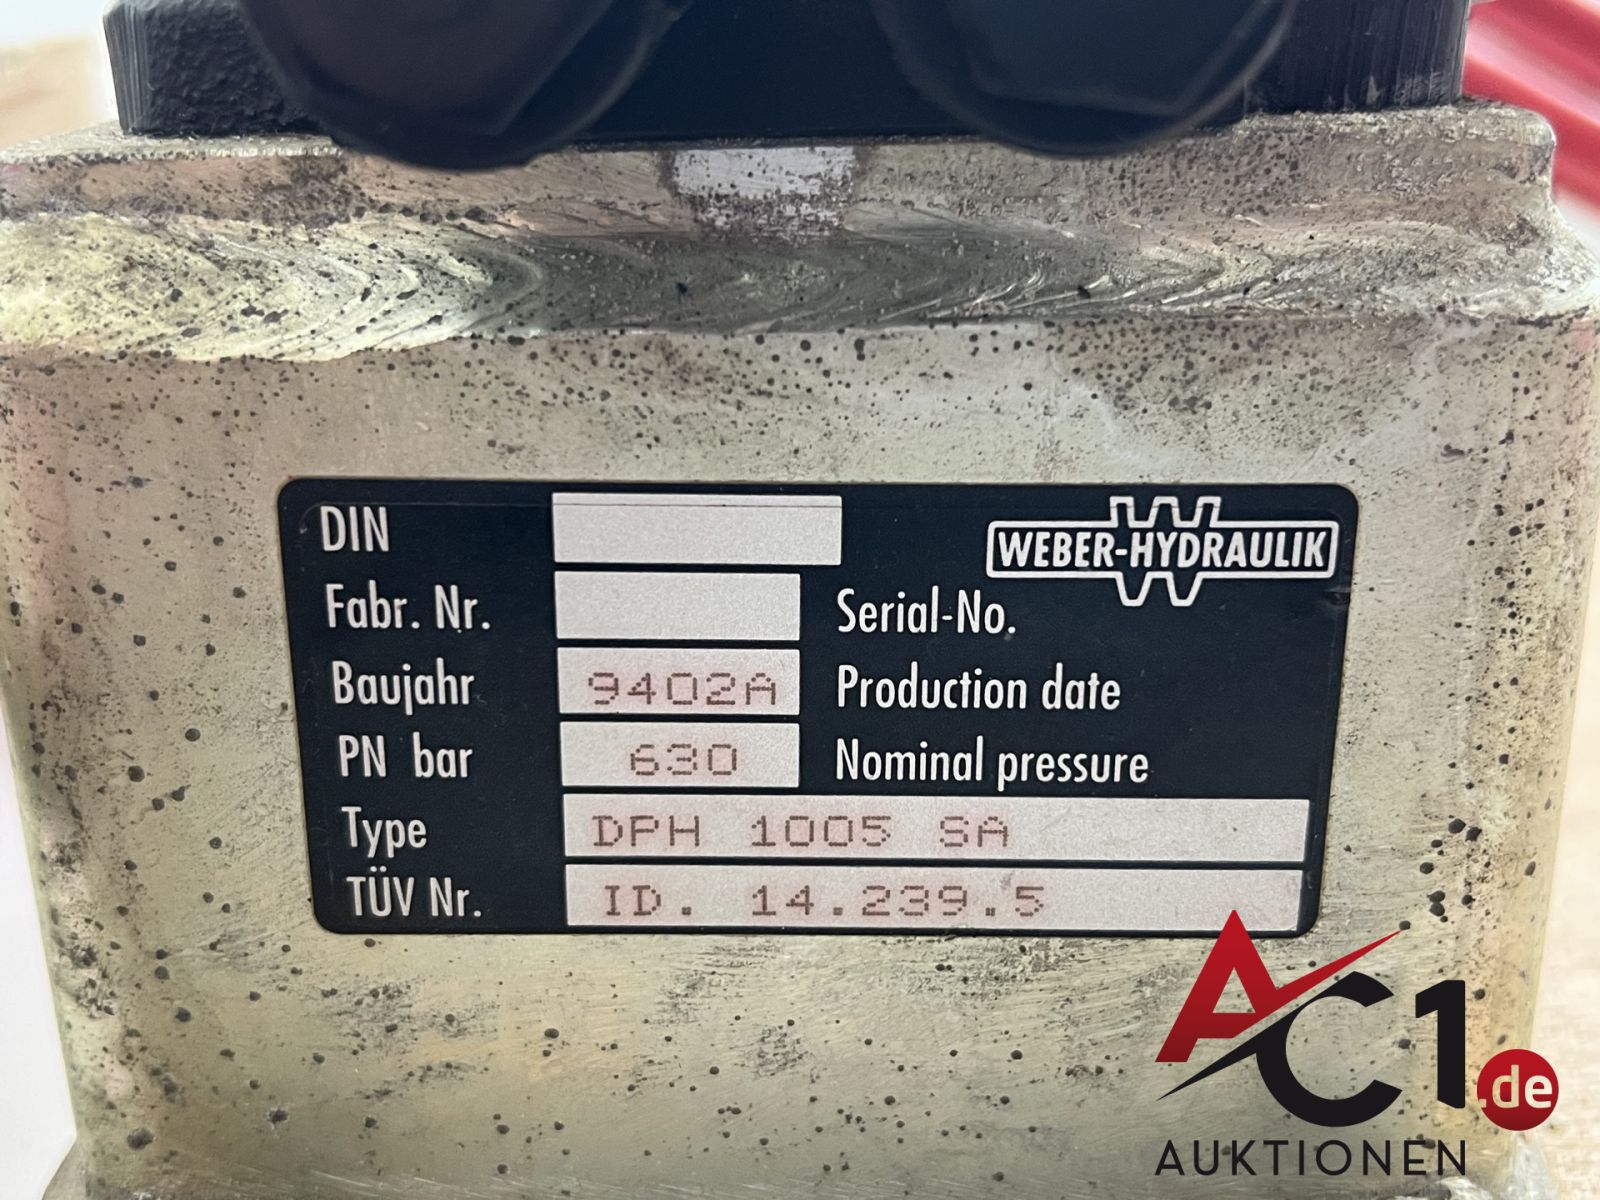 DIN
WEBER-HYDRAULIK
Fabr. Nr. Serial-No.
Baujahr 9402A Production date
PN bar 630 Nominal pressure
Type DPH 1005 SA
TÜV Nr. ID. 14.239.5
AC1.de
AUKTIONEN